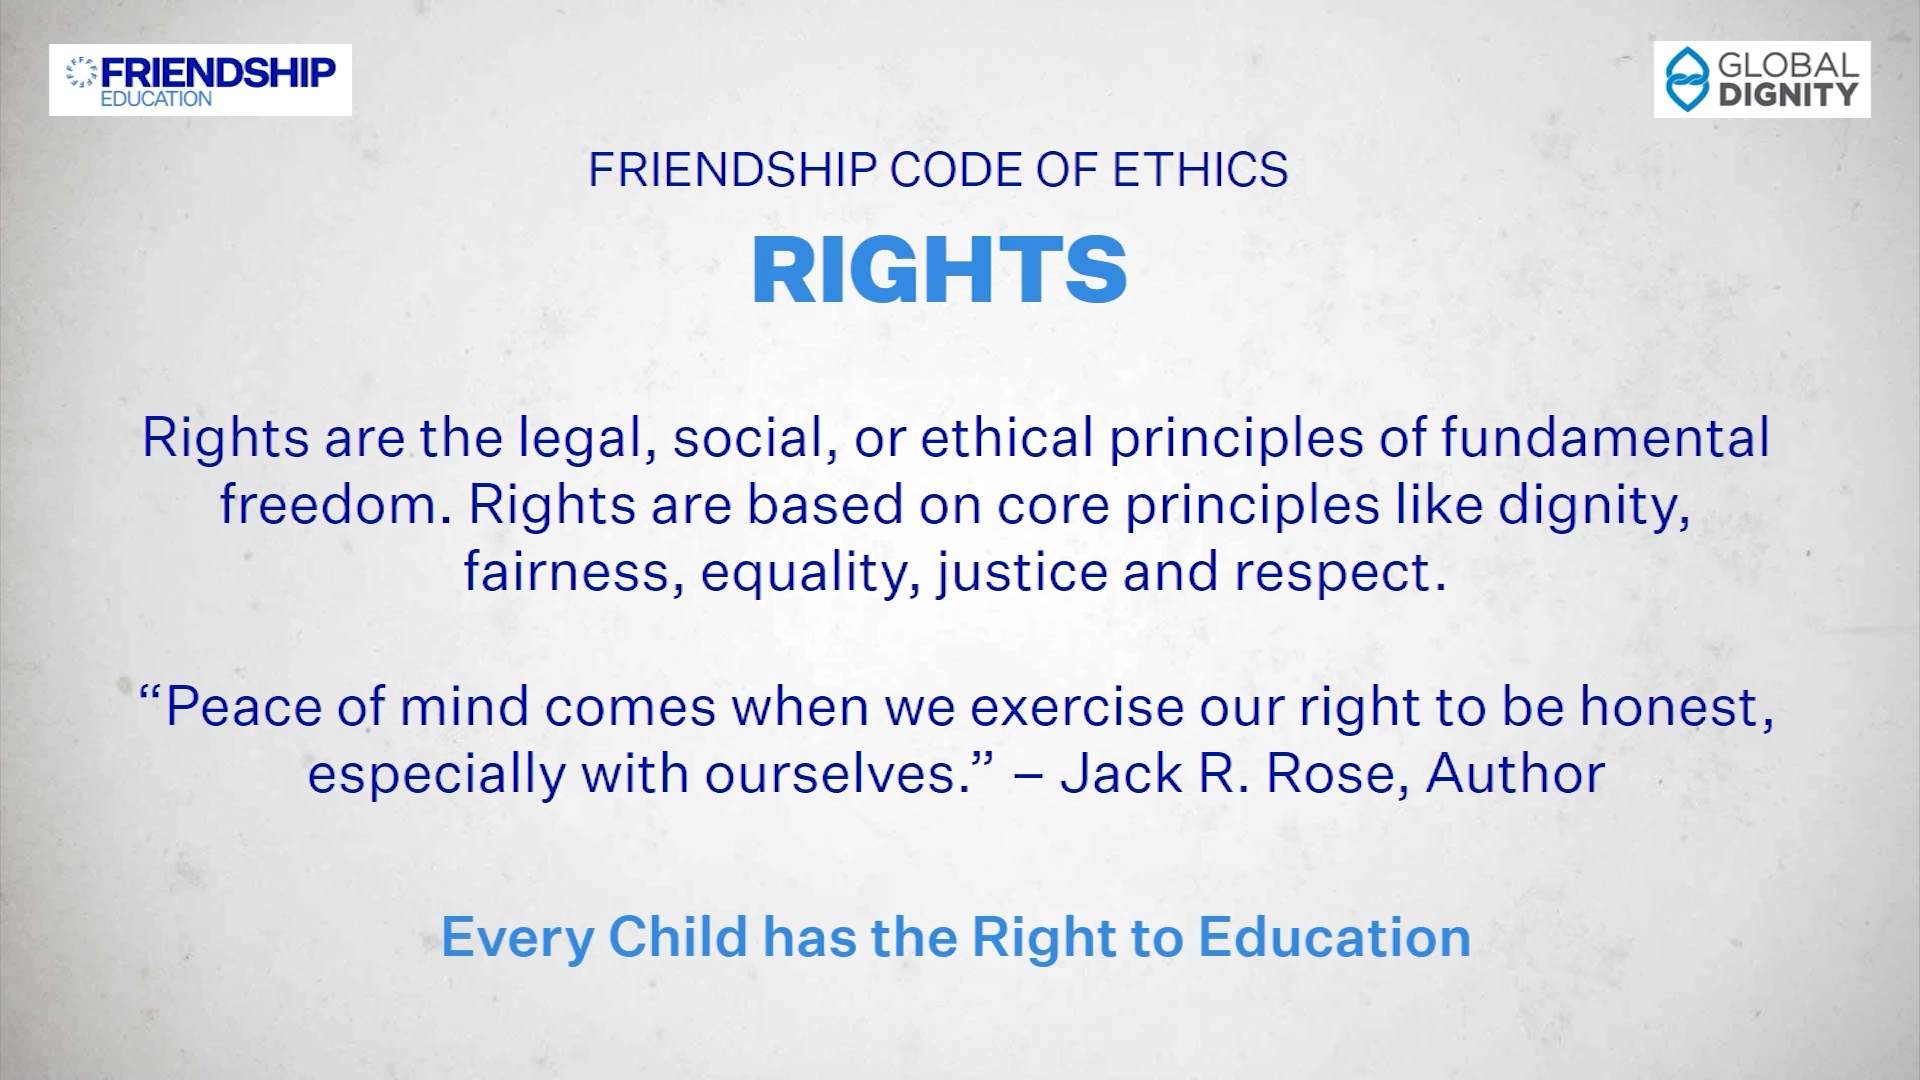 FRIENDSHIP
EDUCATION
GLOBAL
DIGNITY
FRIENDSHIP CODE OF ETHICS
RIGHTS
Rights are the legal, social, or ethical principles of fundamental
freedom. Rights are based on core principles like dignity,
fairness, equality, justice and respect.
“Peace of mind comes when we exercise our right to be honest,
especially with ourselves.” – Jack R. Rose, Author
Every Child has the Right to Education